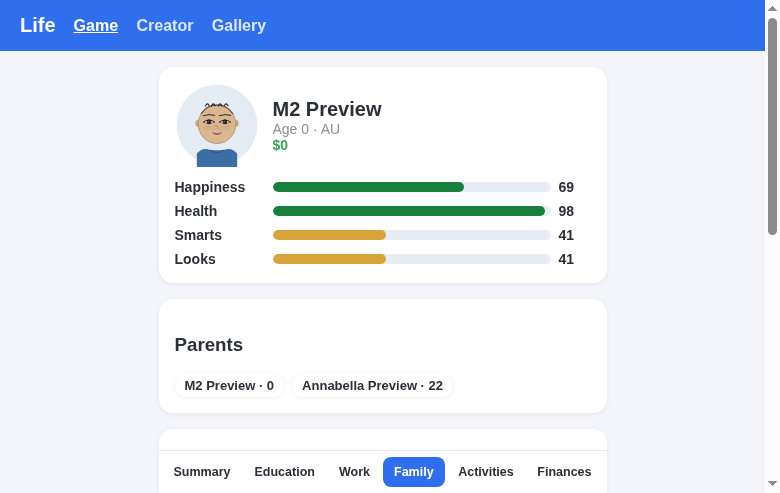 Life Game Creator Gallery
M2 Preview
Age 0 · AU
$0
Happiness 69
Health 98
Smarts 41
Looks 41
Parents
M2 Preview · 0 Annabella Preview · 22
Summary Education Work Family Activities Finances